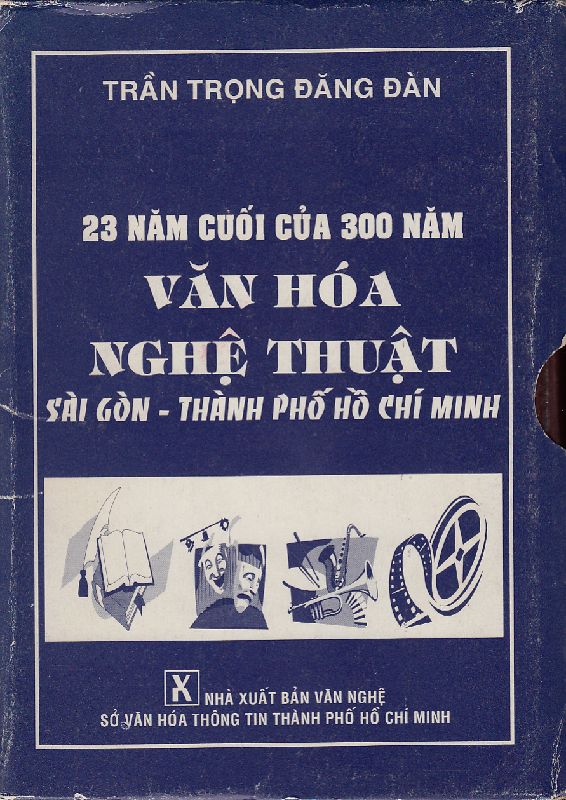 TRẦN TRỌNG ĐĂNG ĐÀN
23 NĂM CUỐI CỦA 300 NĂM
VĂN HÓA
NGHỆ THUẬT
SÀI GÒN - THÀNH PHỐ HỒ CHÍ MINH
NHÀ XUẤT BẢN VĂN NGHỆ
SỞ VĂN HÓA THÔNG TIN THÀNH PHỐ HỒ CHÍ MINH